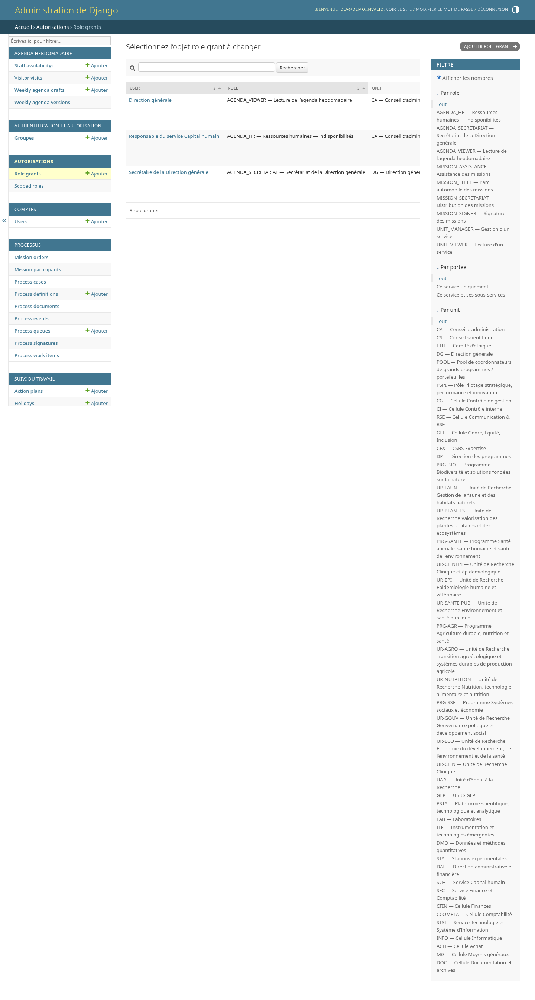 Administration de Django
BIENVENUE, DEV@DEMO.INVALID. VOIR LE SITE / MODIFIER LE MOT DE PASSE / DÉCONNEXION
Accueil › Autorisations › Role grants
Écrivez ici pour filtrer…
AGENDA HEBDOMADAIRE
Staff availabilitys Ajouter
Visitor visits Ajouter
Weekly agenda drafts Ajouter
Weekly agenda versions
AUTHENTIFICATION ET AUTORISATION
Groupes Ajouter
AUTORISATIONS
Role grants Ajouter
Scoped roles
COMPTES
Users Ajouter
«
PROCESSUS
Mission orders
Mission participants
Process cases
Process definitions Ajouter
Process documents
Process events
Process queues Ajouter
Process signatures
Process work items
SUIVI DU TRAVAIL
Action plans Ajouter
Holidays Ajouter
Sélectionnez l’objet role grant à changer
AJOUTER ROLE GRANT
Rechercher
USER 2 ROLE 3 UNIT
Direction générale AGENDA_VIEWER — Lecture de l’agenda hebdomadaire CA — Conseil d’admin
Responsable du service Capital humain AGENDA_HR — Ressources humaines — indisponibilités CA — Conseil d’admin
Secrétaire de la Direction générale AGENDA_SECRETARIAT — Secrétariat de la Direction générale DG — Direction génér
3 role grants
FILTRE
Afficher les nombres
↓ Par role
Tout
AGENDA_HR — Ressources
humaines — indisponibilités
AGENDA_SECRETARIAT —
Secrétariat de la Direction
générale
AGENDA_VIEWER — Lecture de
l’agenda hebdomadaire
MISSION_ASSISTANCE —
Assistance des missions
MISSION_FLEET — Parc
automobile des missions
MISSION_SECRETARIAT —
Distribution des missions
MISSION_SIGNER — Signature
des missions
UNIT_MANAGER — Gestion d'un
service
UNIT_VIEWER — Lecture d'un
service
↓ Par portee
Tout
Ce service uniquement
Ce service et ses sous-services
↓ Par unit
Tout
CA — Conseil d’administration
CS — Conseil scientifique
ETH — Comité d’éthique
DG — Direction générale
POOL — Pool de coordonnateurs
de grands programmes /
portefeuilles
PSPI — Pôle Pilotage stratégique,
performance et innovation
CG — Cellule Contrôle de gestion
CI — Cellule Contrôle interne
RSE — Cellule Communication &
RSE
GEI — Cellule Genre, Équité,
Inclusion
CEX — CSRS Expertise
DP — Direction des programmes
PRG-BIO — Programme
Biodiversité et solutions fondées
sur la nature
UR-FAUNE — Unité de Recherche
Gestion de la faune et des
habitats naturels
UR-PLANTES — Unité de
Recherche Valorisation des
plantes utilitaires et des
écosystèmes
PRG-SANTE — Programme Santé
animale, santé humaine et santé
de l’environnement
UR-CLINEPI — Unité de Recherche
Clinique et épidémiologique
UR-EPI — Unité de Recherche
Épidémiologie humaine et
vétérinaire
UR-SANTE-PUB — Unité de
Recherche Environnement et
santé publique
PRG-AGR — Programme
Agriculture durable, nutrition et
santé
UR-AGRO — Unité de Recherche
Transition agroécologique et
systèmes durables de production
agricole
UR-NUTRITION — Unité de
Recherche Nutrition, technologie
alimentaire et nutrition
PRG-SSE — Programme Systèmes
sociaux et économie
UR-GOUV — Unité de Recherche
Gouvernance politique et
développement social
UR-ECO — Unité de Recherche
Économie du développement, de
l’environnement et de la santé
UR-CLIN — Unité de Recherche
Clinique
UAR — Unité d’Appui à la
Recherche
GLP — Unité GLP
PSTA — Plateforme scientifique,
technologique et analytique
LAB — Laboratoires
ITE — Instrumentation et
technologies émergentes
DMQ — Données et méthodes
quantitatives
STA — Stations expérimentales
DAF — Direction administrative et
financière
SCH — Service Capital humain
SFC — Service Finance et
Comptabilité
CFIN — Cellule Finances
CCOMPTA — Cellule Comptabilité
STSI — Service Technologie et
Système d’Information
INFO — Cellule Informatique
ACH — Cellule Achat
MG — Cellule Moyens généraux
DOC — Cellule Documentation et
archives